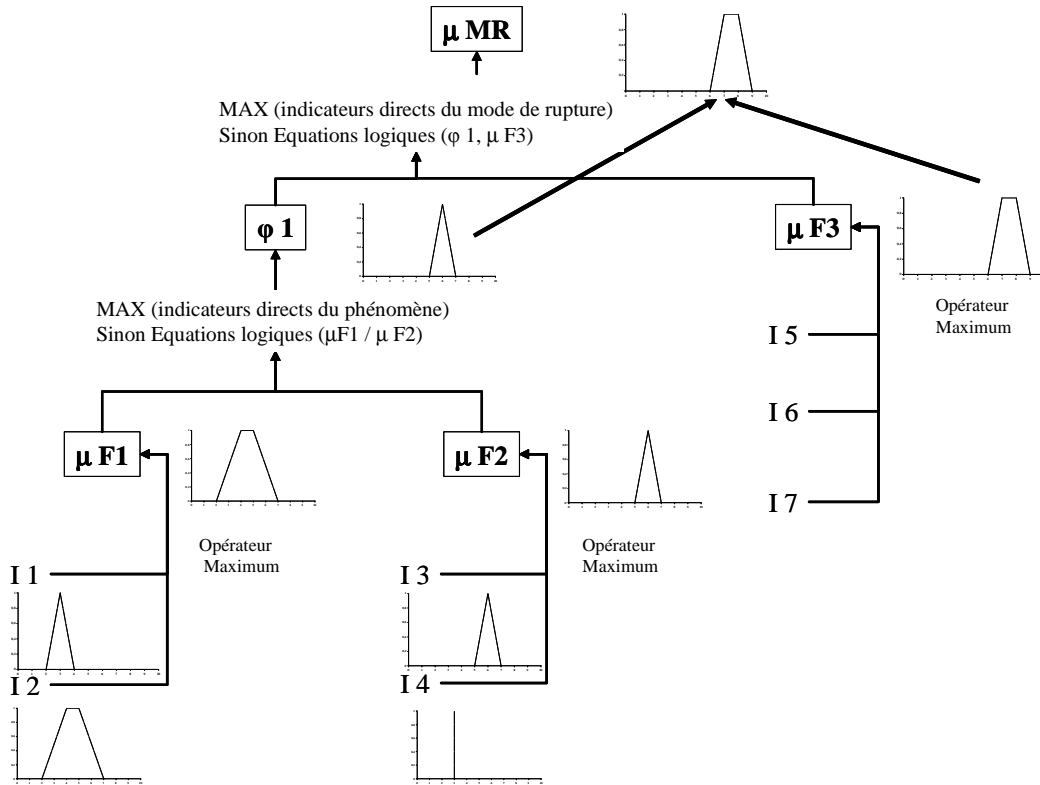 μ MR
MAX (indicateurs directs du mode de rupture)
Sinon Equations logiques (φ 1, μ F3)
φ 1
μ F3
MAX (indicateurs directs du phénomène)
Sinon Equations logiques (μF1 / μ F2)
Opérateur
Maximum
I 5
I 6
I 7
μ F1
μ F2
Opérateur
Maximum
Opérateur
Maximum
I 1
I 3
I 2
I 4